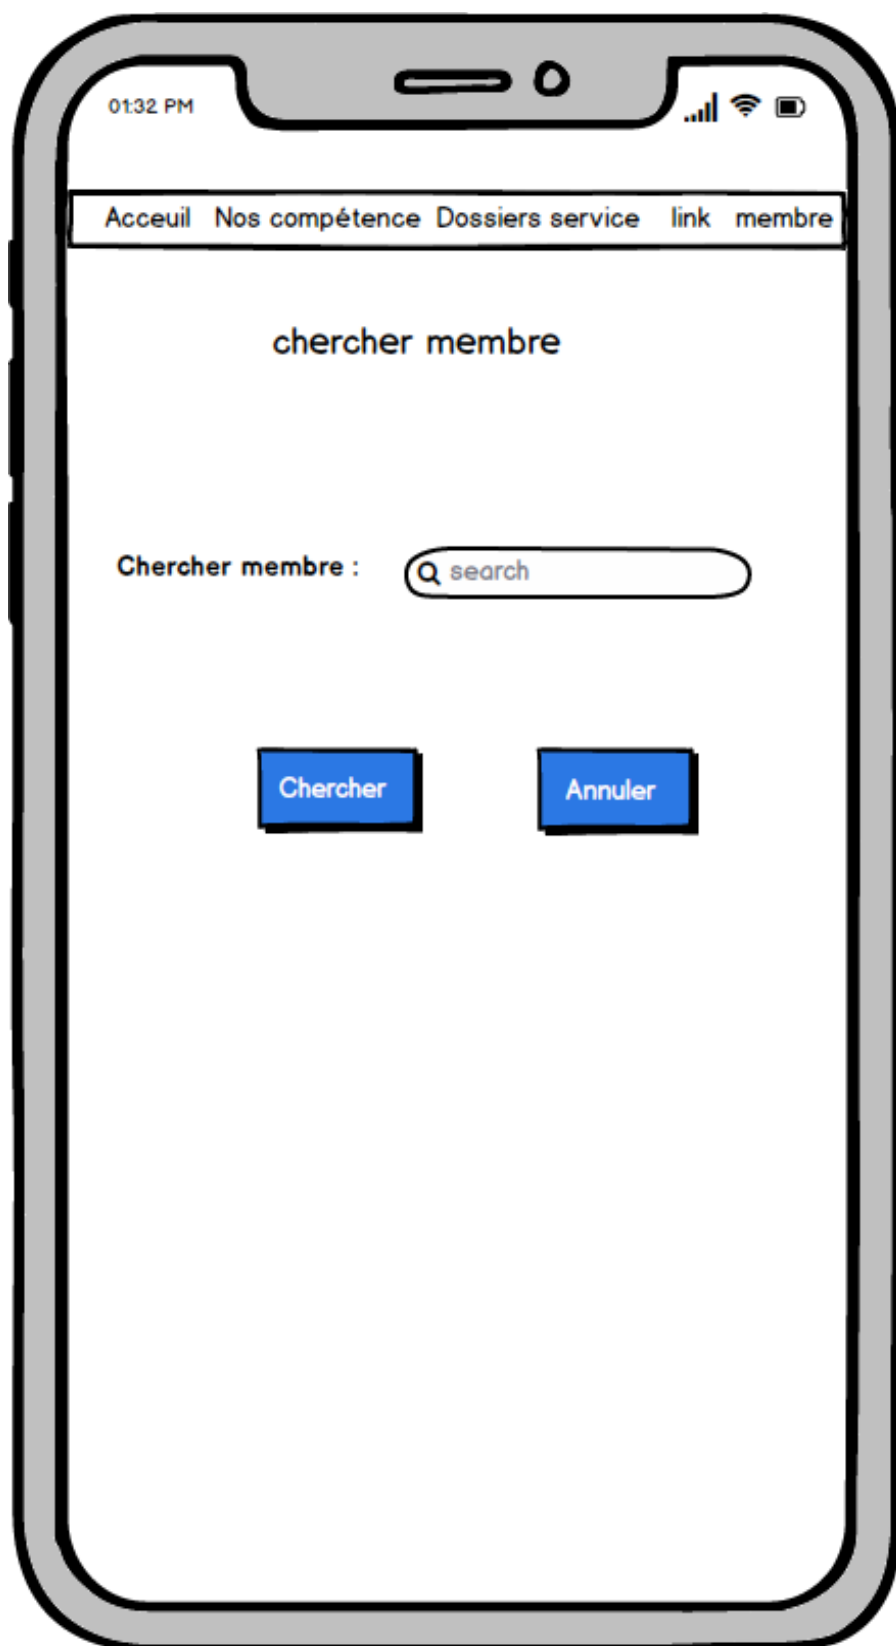 01:32 PM
Acceuil Nos compétence Dossiers service link membre
chercher membre
Chercher membre : search
Chercher Annuler